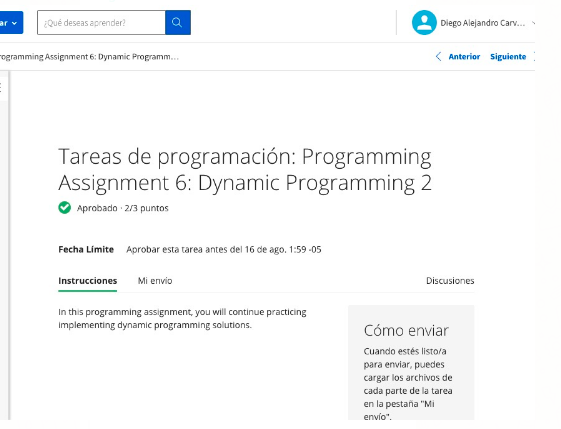 ar
¿Qué deseas aprender?
Diego Alejandro Carv...
rogramming Assignment 6: Dynamic Programm...
Anterior Siguiente
Tareas de programación: Programming
Assignment 6: Dynamic Programming 2
Aprobado · 2/3 puntos
Fecha Límite Aprobar esta tarea antes del 16 de ago. 1:59 -05
Instrucciones Mi envío Discusiones
In this programming assignment, you will continue practicing
implementing dynamic programming solutions.
Cómo enviar
Cuando estés listo/a
para enviar, puedes
cargar los archivos de
cada parte de la tarea
en la pestaña "Mi
envío".